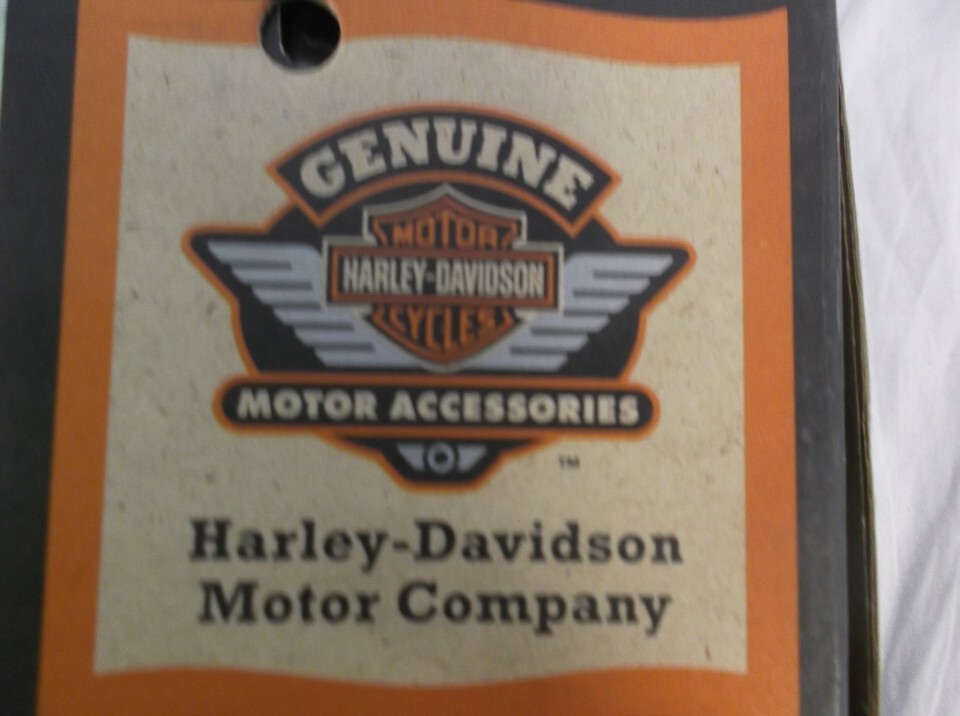 GENUINE
MOTOR
HARLEY-DAVIDSON
CYCLES
MOTOR ACCESSORIES
TM
Harley-Davidson
Motor Company